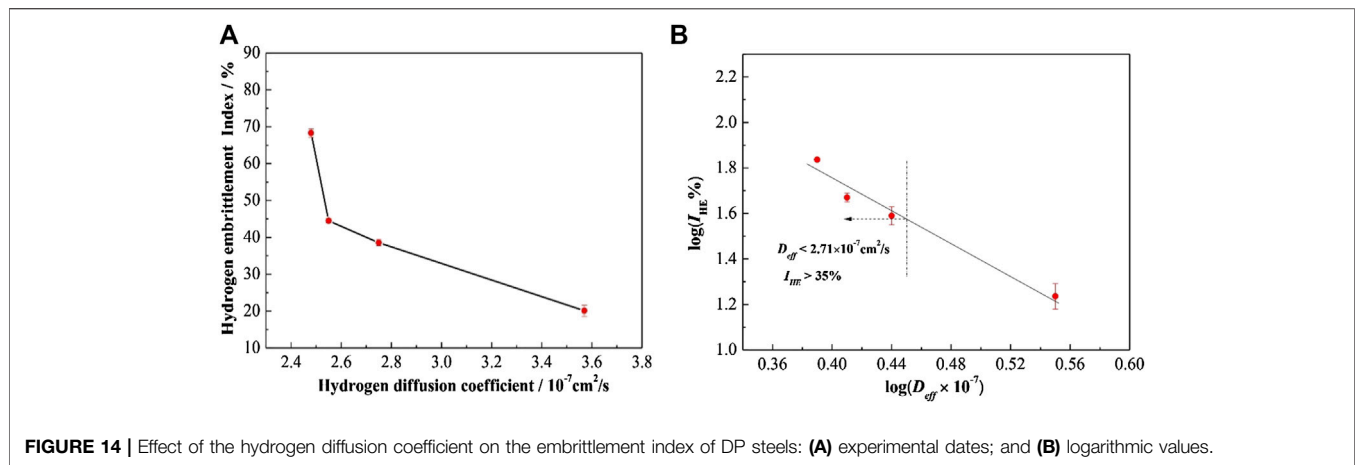 A
Hydrogen embrittlement Index / %
90
80
70
60
50
40
30
20
10
2.4 2.6 2.8 3.0 3.2 3.4 3.6 3.8
Hydrogen diffusion coefficient / 10⁻⁷cm²/s
B
log(I_HE%)
2.2
2.0
1.8
1.6
1.4
1.2
1.0
D_eff < 2.71×10⁻⁷cm²/s
I_HE > 35%
0.36 0.40 0.44 0.48 0.52 0.56 0.60
log(D_eff × 10⁻⁷)
FIGURE 14 | Effect of the hydrogen diffusion coefficient on the embrittlement index of DP steels: (A) experimental dates; and (B) logarithmic values.